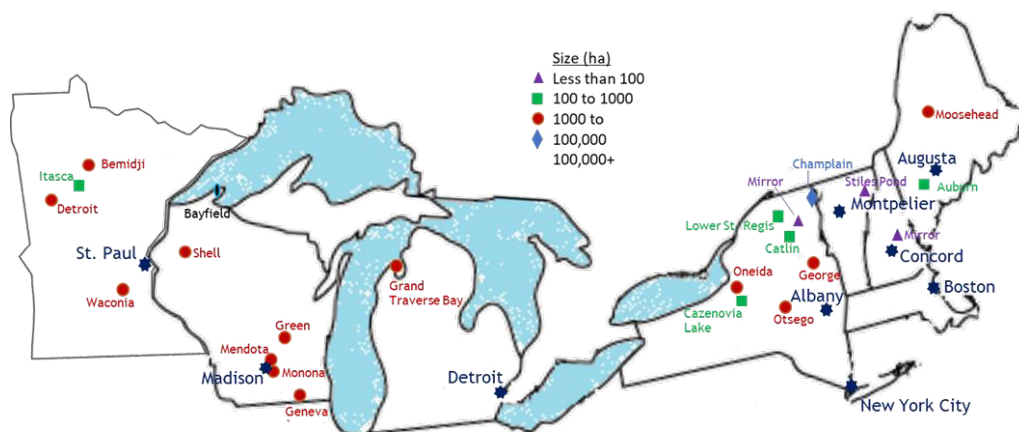 Size (ha)
Less than 100
100 to 1000
1000 to
100,000
100,000+
Moosehead
Bemidji
Augusta
Champlain
Itasca
Mirror
Stiles Pond
Auburn
Detroit
Bayfield
Montpelier
Lower St. Regis
Mirror
St. Paul
Shell
Catlin
Concord
Grand
Traverse Bay
Oneida
George
Boston
Waconia
Albany
Cazenovia
Lake
Otsego
Green
Mendota
Madison
Monona
Detroit
Geneva
New York City